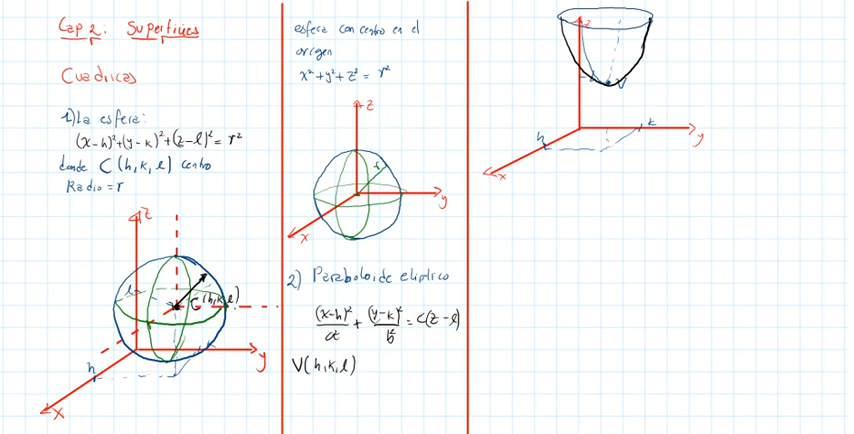 Cap 2: Superficies
Cuadricas
1) La esfera:
(x-h)²+(y-k)²+(z-l)² = r²
donde C(h,k,l) centro
Radio = r
z
l
C(h,k,l)
h
k
y
x
esfera con centro en el
origen
x²+y²+z² = r²
z
r
y
x
2) Paraboloide eliptico
(x-h)²/a² + (y-k)²/b² = c(z-l)
V(h,k,l)
z
V
h
k
y
x